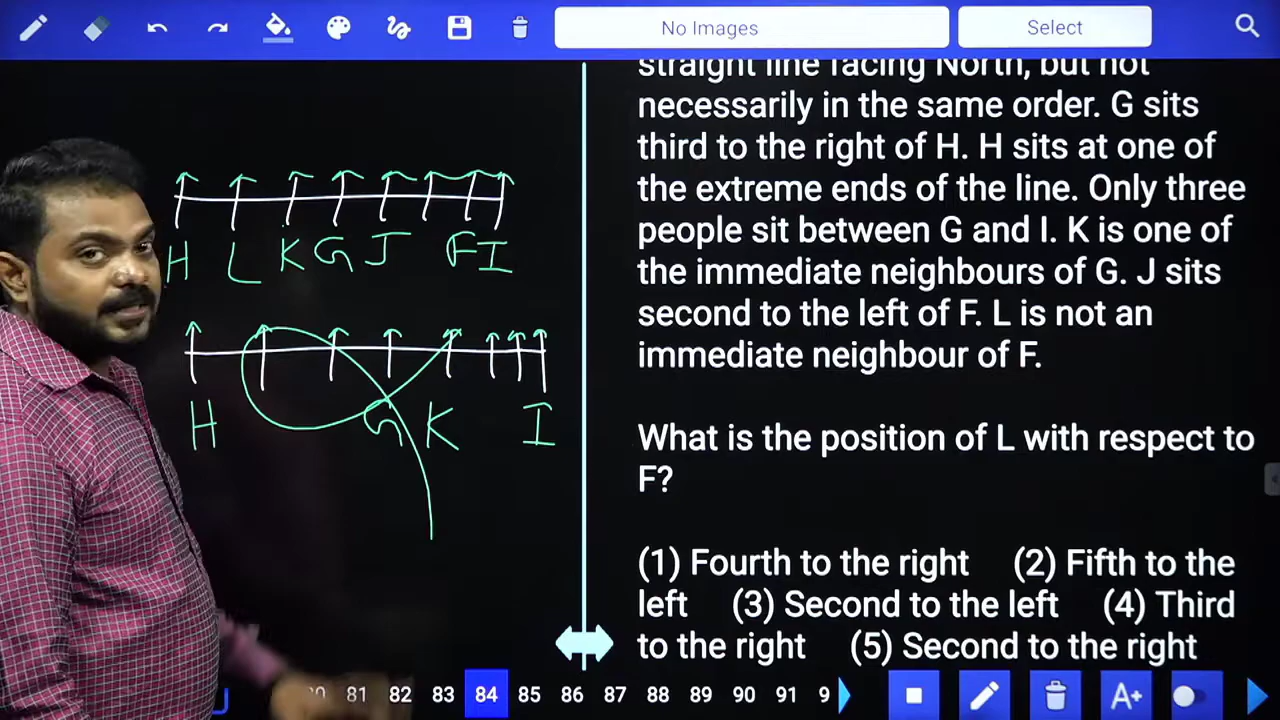 No Images
Select
straight line facing North, but not
necessarily in the same order. G sits
third to the right of H. H sits at one of
the extreme ends of the line. Only three
people sit between G and I. K is one of
the immediate neighbours of G. J sits
second to the left of F. L is not an
immediate neighbour of F.
What is the position of L with respect to
F?
(1) Fourth to the right (2) Fifth to the
left (3) Second to the left (4) Third
to the right (5) Second to the right
H L K G J F I
H G K I
81 82 83 84 85 86 87 88 89 90 91 9
A+